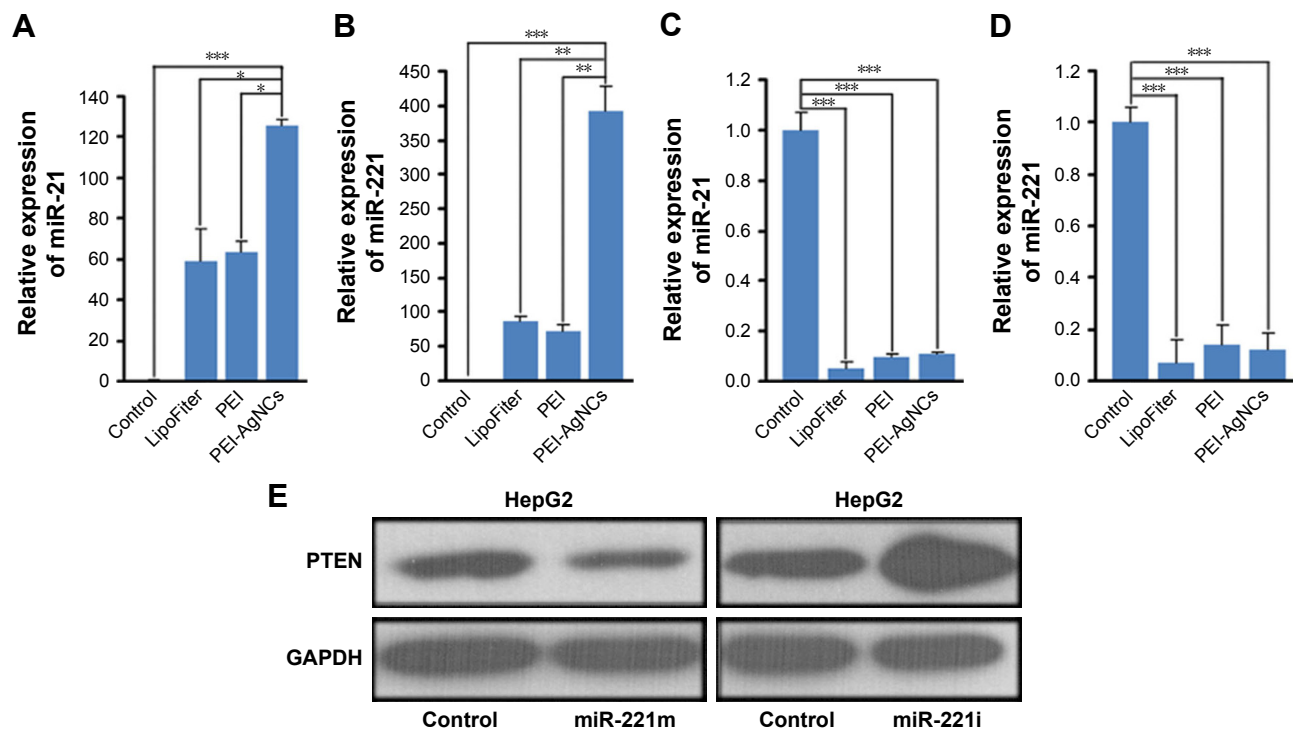 A
Relative expression
of miR-21
140
120
100
80
60
40
20
0
***
*
*
Control
LipoFiter
PEI
PEI-AgNCs
B
Relative expression
of miR-221
450
400
350
300
250
200
150
100
50
0
***
**
**
Control
LipoFiter
PEI
PEI-AgNCs
C
Relative expression
of miR-21
1.2
1.0
0.8
0.6
0.4
0.2
0.0
***
***
***
Control
LipoFiter
PEI
PEI-AgNCs
D
Relative expression
of miR-221
1.2
1.0
0.8
0.6
0.4
0.2
0.0
***
***
***
Control
LipoFiter
PEI
PEI-AgNCs
E
HepG2 HepG2
PTEN
GAPDH
Control miR-221m Control miR-221i